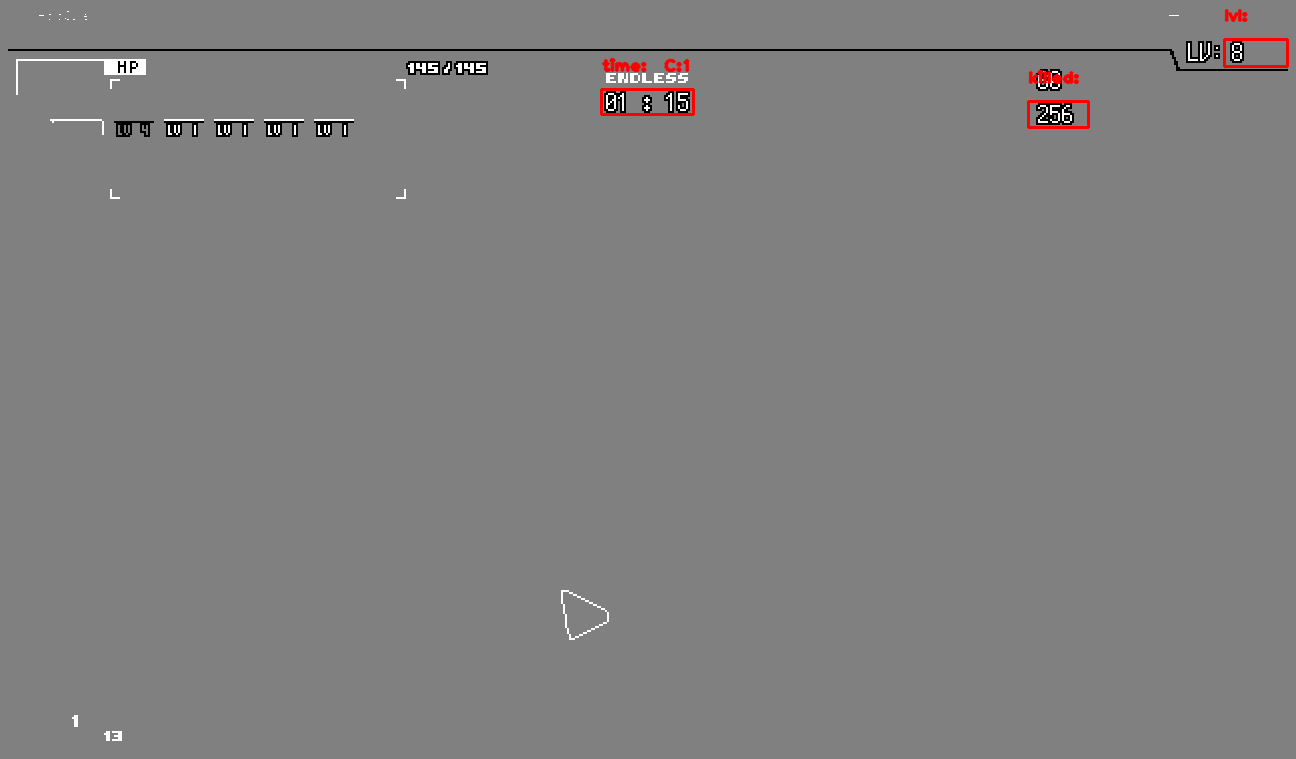 lvl:
LV: 8
HP
145/145
time: C:1
ENDLESS
01 : 15
killed:
256
LV 4 LV 1 LV 1 LV 1 LV 1
1
13